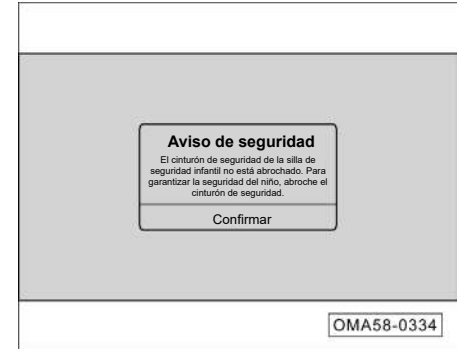 Aviso de seguridad
El cinturón de seguridad de la silla de
seguridad infantil no está abrochado. Para
garantizar la seguridad del niño, abroche el
cinturón de seguridad.
Confirmar
OMA58-0334